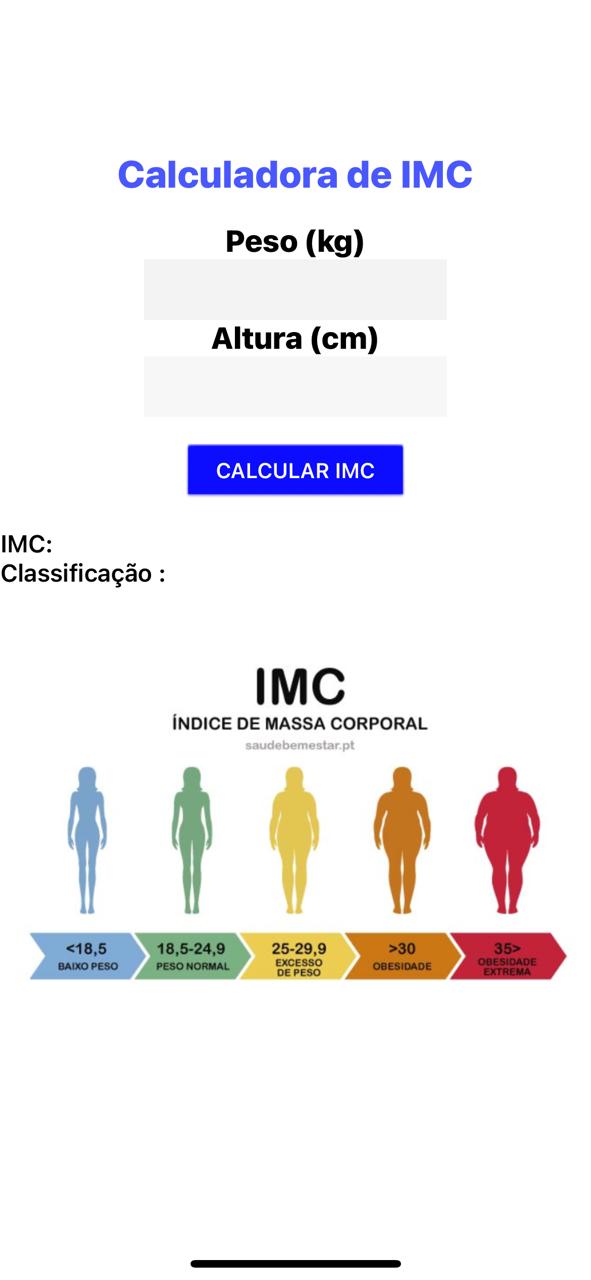 Calculadora de IMC
Peso (kg)
Altura (cm)
CALCULAR IMC
IMC:
Classificação :
IMC
ÍNDICE DE MASSA CORPORAL
saudebemestar.pt
<18,5
BAIXO PESO
18,5-24,9
PESO NORMAL
25-29,9
EXCESSO
DE PESO
>30
OBESIDADE
35>
OBESIDADE
EXTREMA